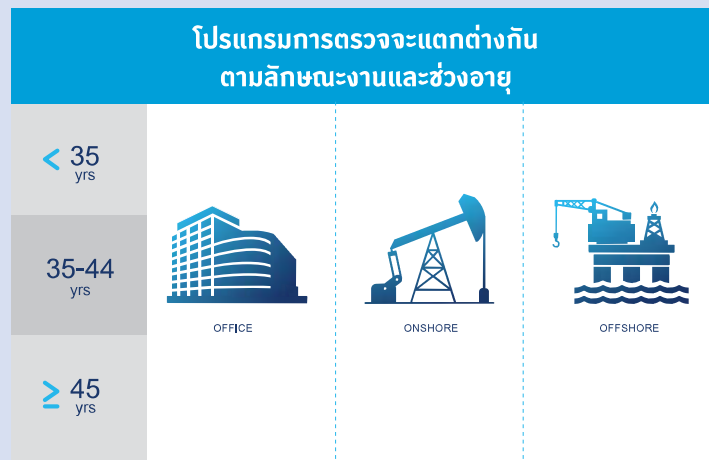 โปรแกรมการตรวจจะแตกต่างกัน
ตามลักษณะงานและช่วงอายุ
< 35
yrs
35-44
yrs
≥ 45
yrs
OFFICE
ONSHORE
OFFSHORE